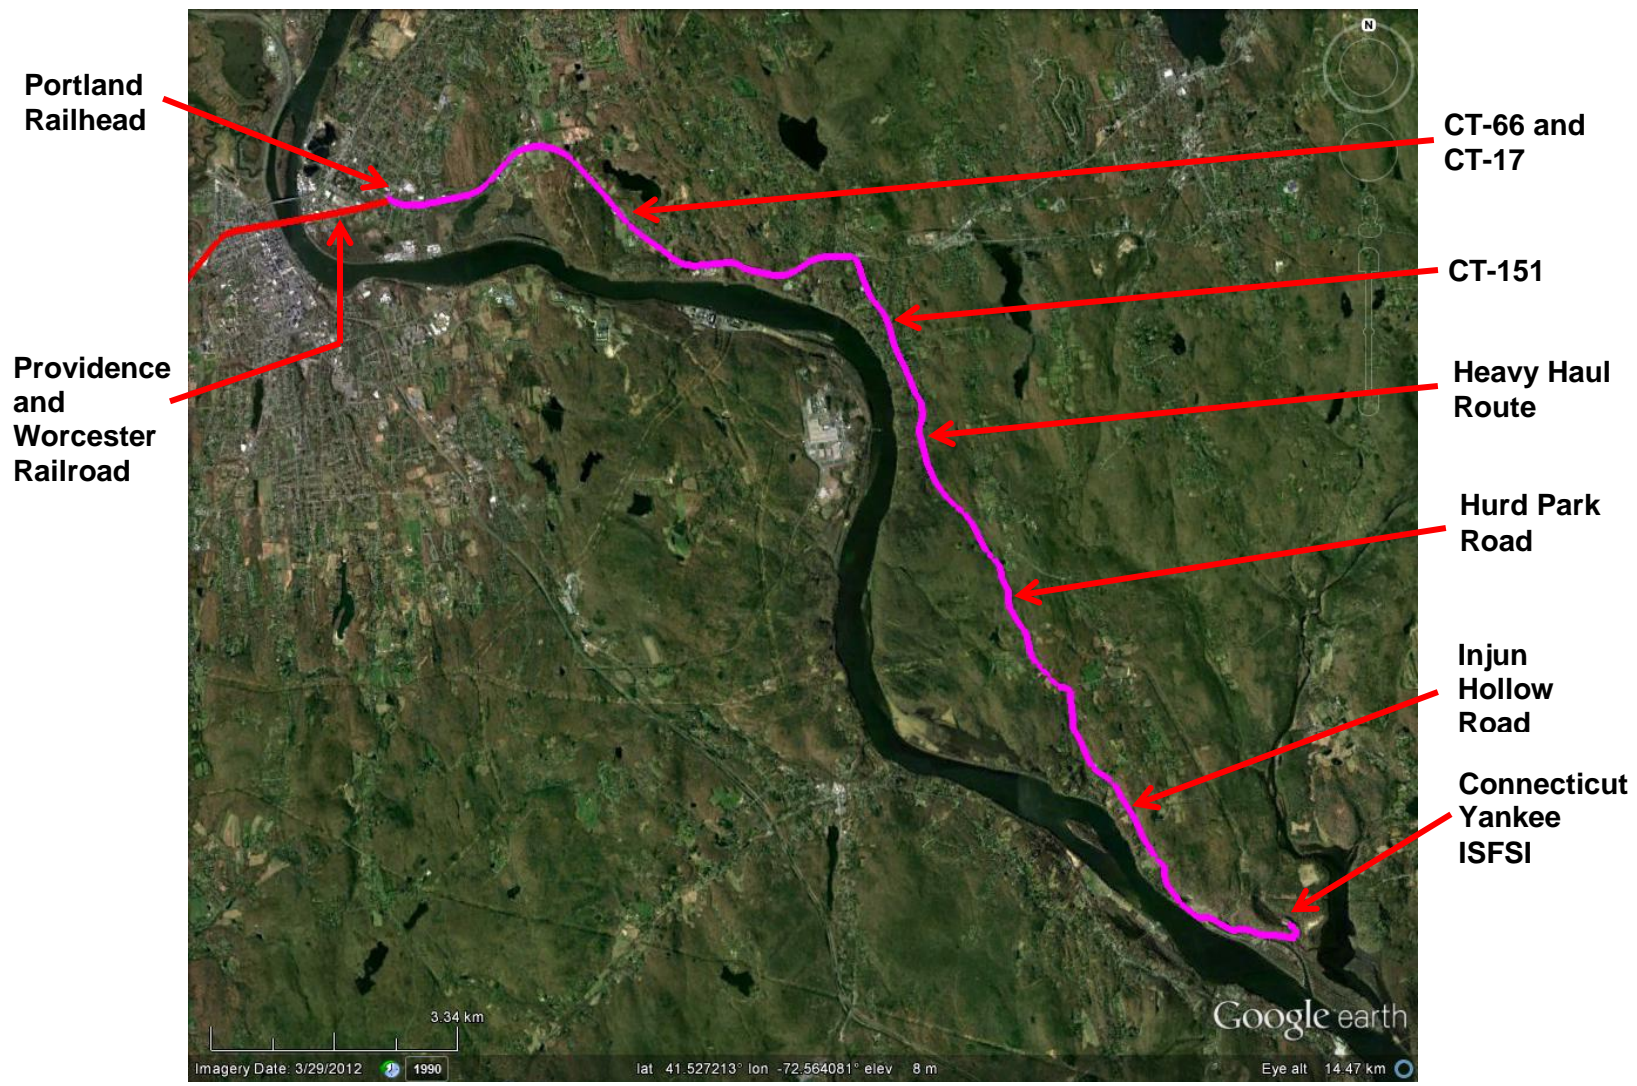 Portland
Railhead
Providence
and
Worcester
Railroad
N
CT-66 and
CT-17
CT-151
Heavy Haul
Route
Hurd Park
Road
Injun
Hollow
Road
Connecticut
Yankee
ISFSI
3.34 km
Google earth
Imagery Date: 3/29/2012 1990 lat 41.527213° lon -72.564081° elev 8 m Eye alt 14.47 km